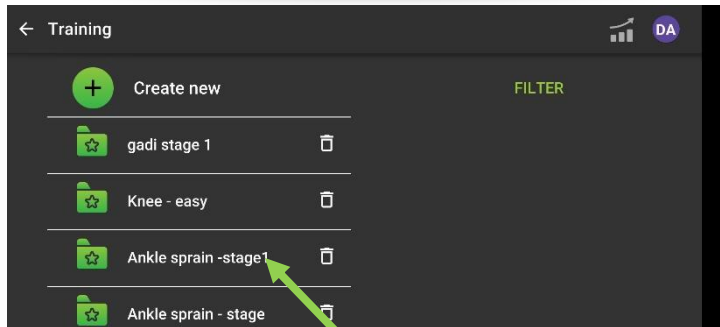 Training
DA
Create new
FILTER
gadi stage 1
Knee - easy
Ankle sprain -stage1
Ankle sprain - stage